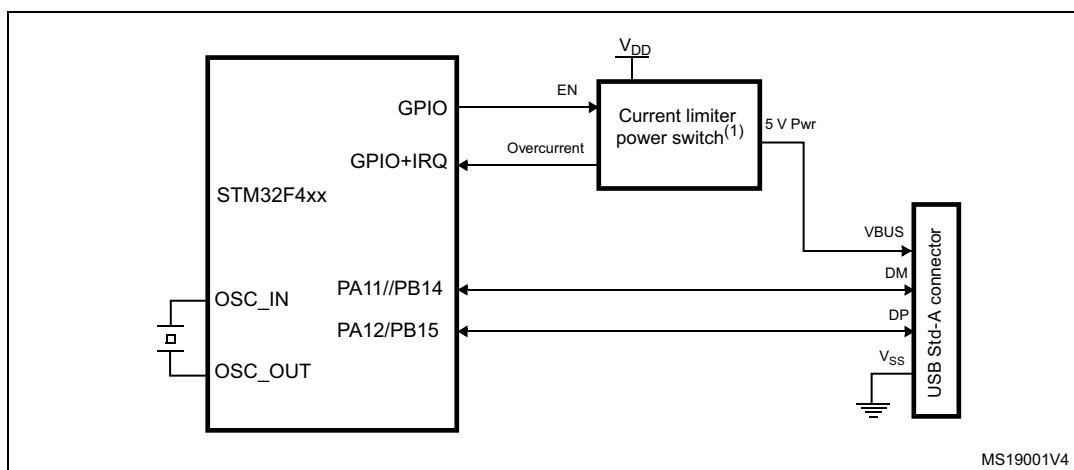 VDD
EN
GPIO
Current limiter
power switch(1)
5 V Pwr
Overcurrent
GPIO+IRQ
STM32F4xx
VBUS
DM
PA11//PB14
OSC_IN
DP
PA12/PB15
VSS
OSC_OUT
USB Std-A connector
MS19001V4